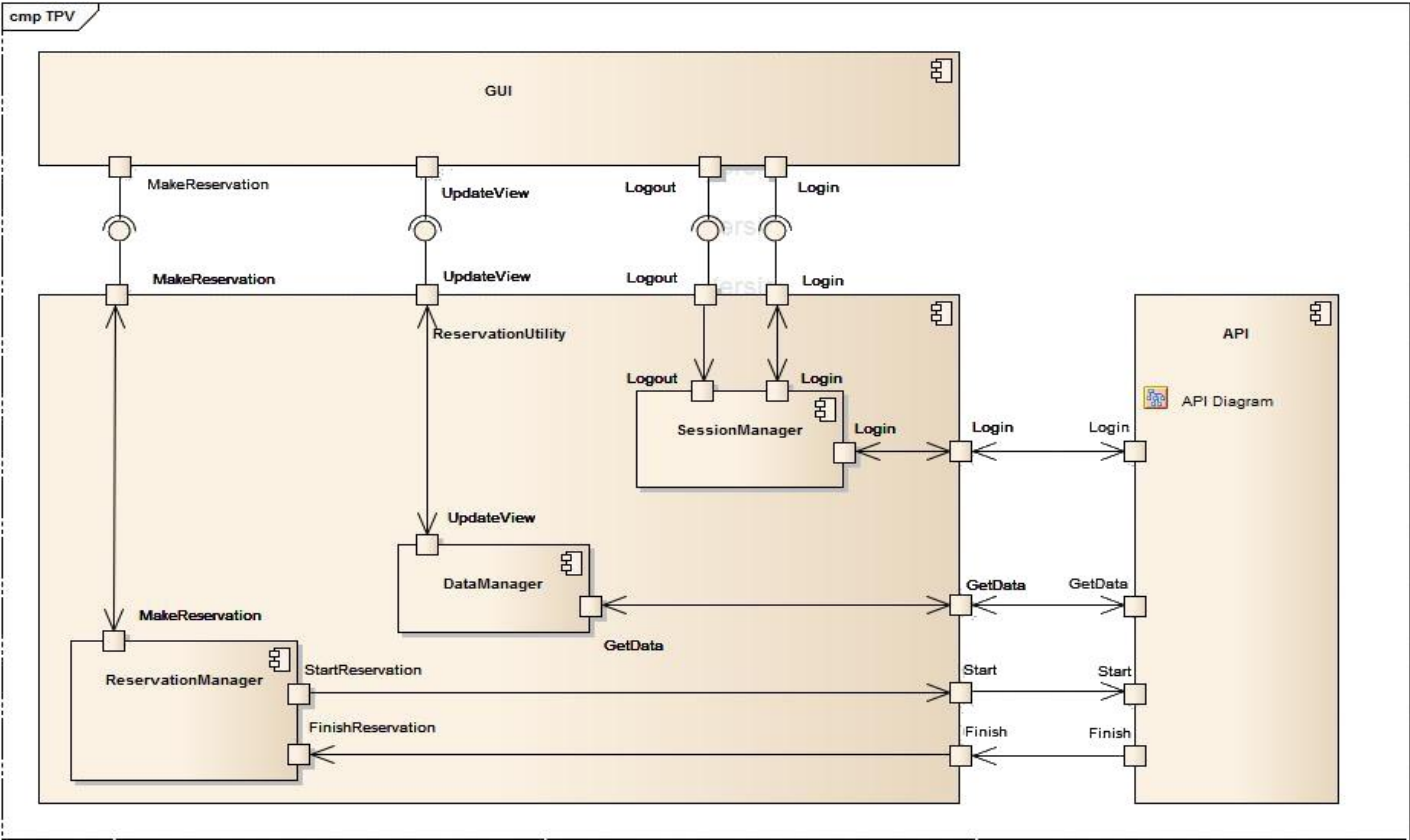 cmp TPV
GUI
MakeReservation
UpdateView
Logout
Login
MakeReservation
UpdateView
Logout
Login
ReservationUtility
API
Logout
Login
API Diagram
SessionManager
Login
Login
Login
UpdateView
DataManager
GetData
GetData
GetData
MakeReservation
ReservationManager
StartReservation
Start
Start
FinishReservation
Finish
Finish